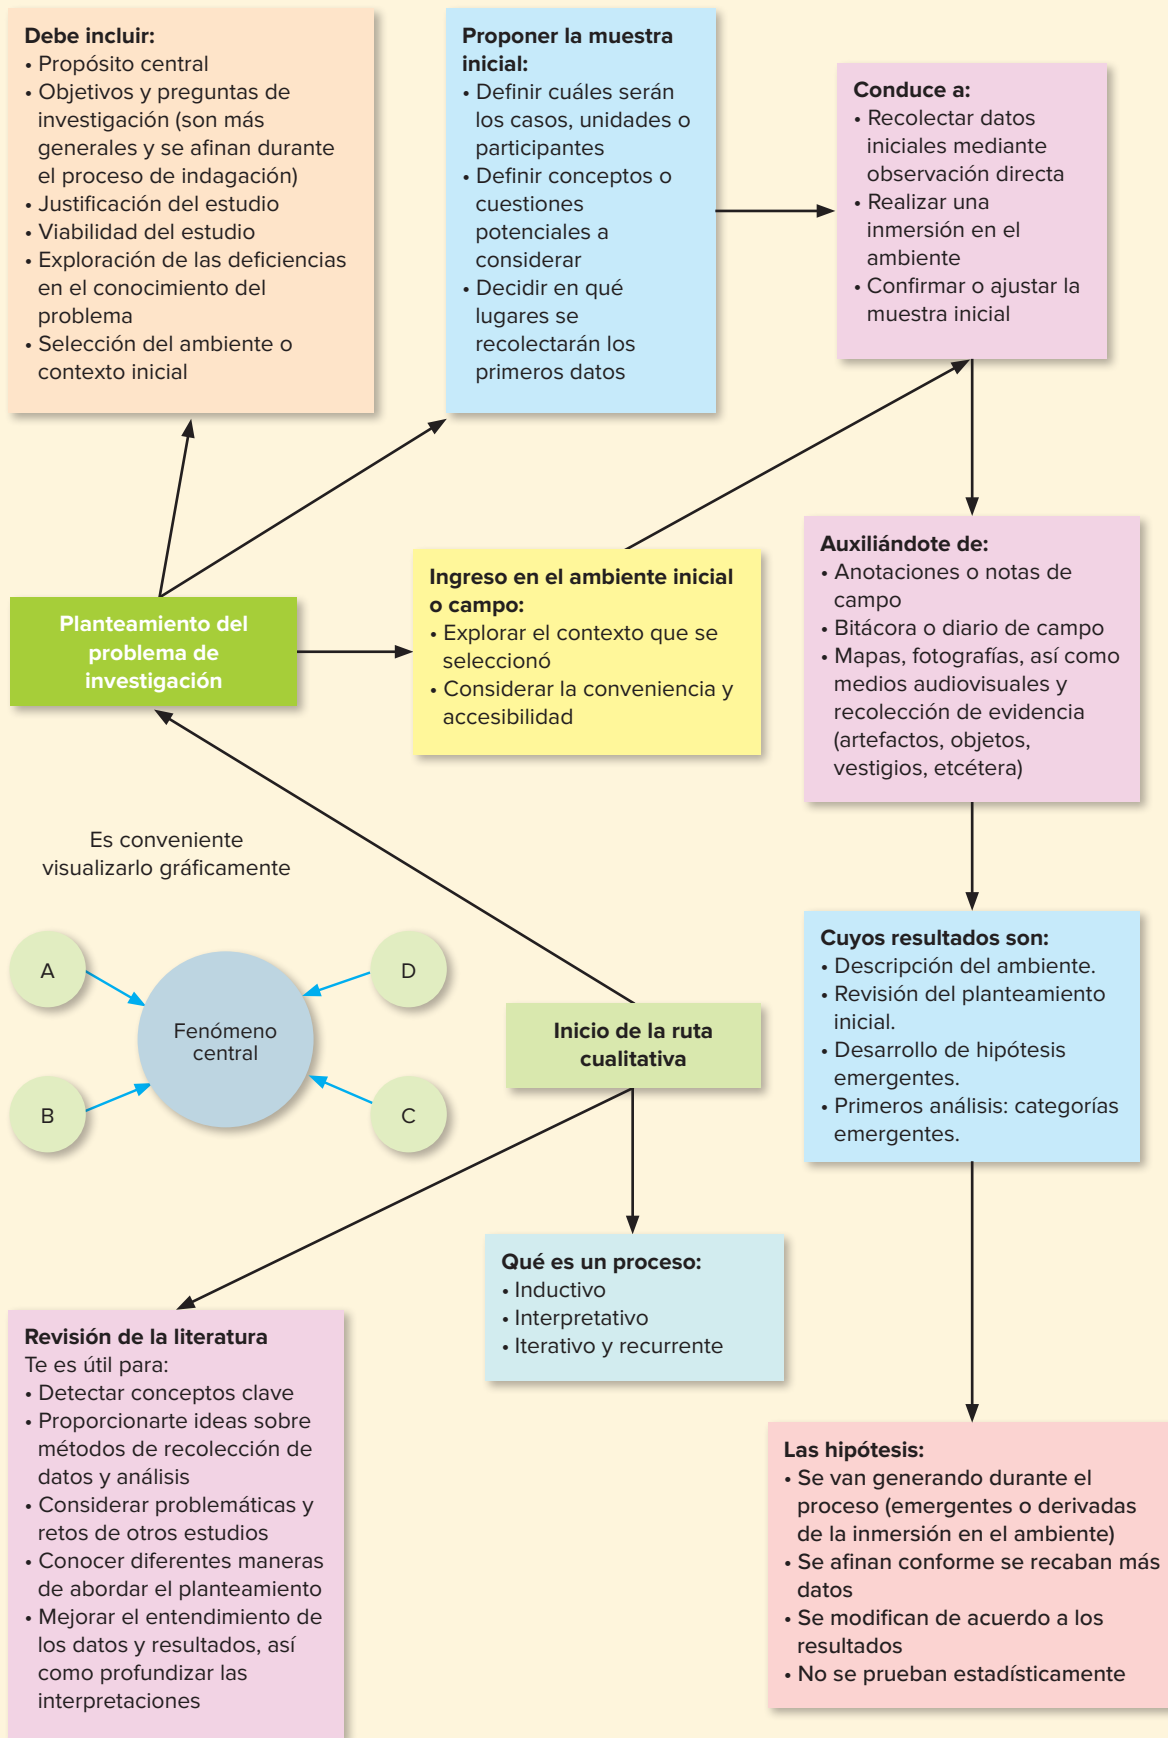 Debe incluir:
• Propósito central
• Objetivos y preguntas de
investigación (son más
generales y se afinan durante
el proceso de indagación)
• Justificación del estudio
• Viabilidad del estudio
• Exploración de las deficiencias
en el conocimiento del
problema
• Selección del ambiente o
contexto inicial
Proponer la muestra
inicial:
• Definir cuáles serán
los casos, unidades o
participantes
• Definir conceptos o
cuestiones
potenciales a
considerar
• Decidir en qué
lugares se
recolectarán los
primeros datos
Conduce a:
• Recolectar datos
iniciales mediante
observación directa
• Realizar una
inmersión en el
ambiente
• Confirmar o ajustar la
muestra inicial
Planteamiento del
problema de
investigación
Ingreso en el ambiente inicial
o campo:
• Explorar el contexto que se
seleccionó
• Considerar la conveniencia y
accesibilidad
Auxiliándote de:
• Anotaciones o notas de
campo
• Bitácora o diario de campo
• Mapas, fotografías, así como
medios audiovisuales y
recolección de evidencia
(artefactos, objetos,
vestigios, etcétera)
Es conveniente
visualizarlo gráficamente
A
D
Fenómeno
central
B
C
Inicio de la ruta
cualitativa
Cuyos resultados son:
• Descripción del ambiente.
• Revisión del planteamiento
inicial.
• Desarrollo de hipótesis
emergentes.
• Primeros análisis: categorías
emergentes.
Qué es un proceso:
• Inductivo
• Interpretativo
• Iterativo y recurrente
Revisión de la literatura
Te es útil para:
• Detectar conceptos clave
• Proporcionarte ideas sobre
métodos de recolección de
datos y análisis
• Considerar problemáticas y
retos de otros estudios
• Conocer diferentes maneras
de abordar el planteamiento
• Mejorar el entendimiento de
los datos y resultados, así
como profundizar las
interpretaciones
Las hipótesis:
• Se van generando durante el
proceso (emergentes o derivadas
de la inmersión en el ambiente)
• Se afinan conforme se recaban más
datos
• Se modifican de acuerdo a los
resultados
• No se prueban estadísticamente